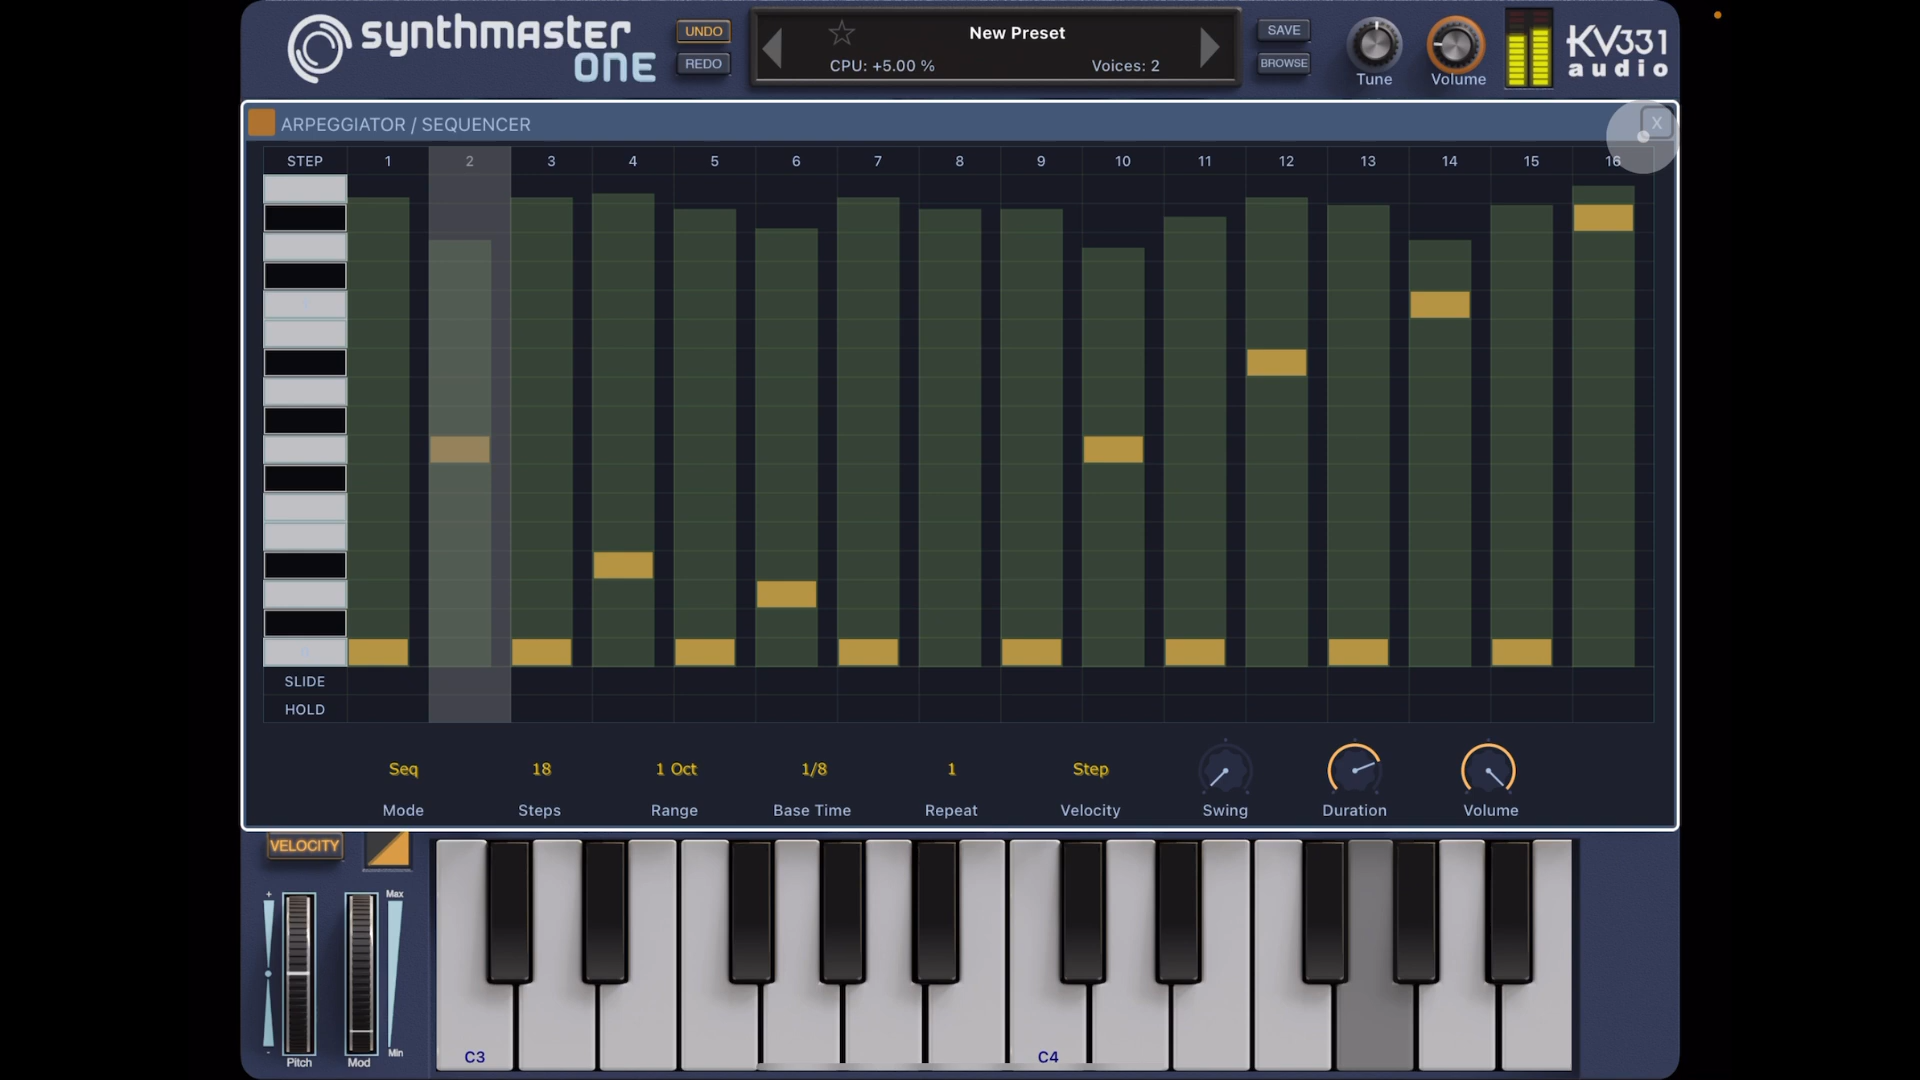 synthmaster
ONE
UNDO
REDO
New Preset
CPU: +5.00 %
Voices: 2
SAVE
BROWSE
Tune
Volume
KV331
audio
ARPEGGIATOR / SEQUENCER
X
STEP 1 2 3 4 5 6 7 8 9 10 11 12 13 14 15 16
SLIDE
HOLD
Seq 18 1 Oct 1/8 1 Step
Mode Steps Range Base Time Repeat Velocity Swing Duration Volume
VELOCITY
+
Max
-
Min
Pitch
Mod
C3
C4